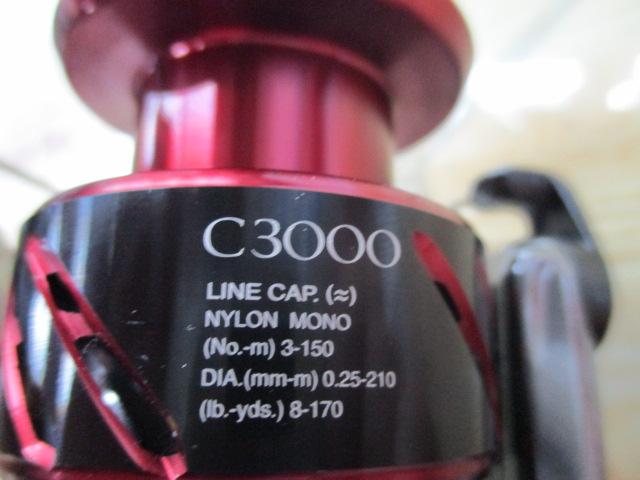 C3000
LINE CAP. (≈)
NYLON MONO
(No.-m) 3-150
DIA.(mm-m) 0.25-210
(lb.-yds.) 8-170